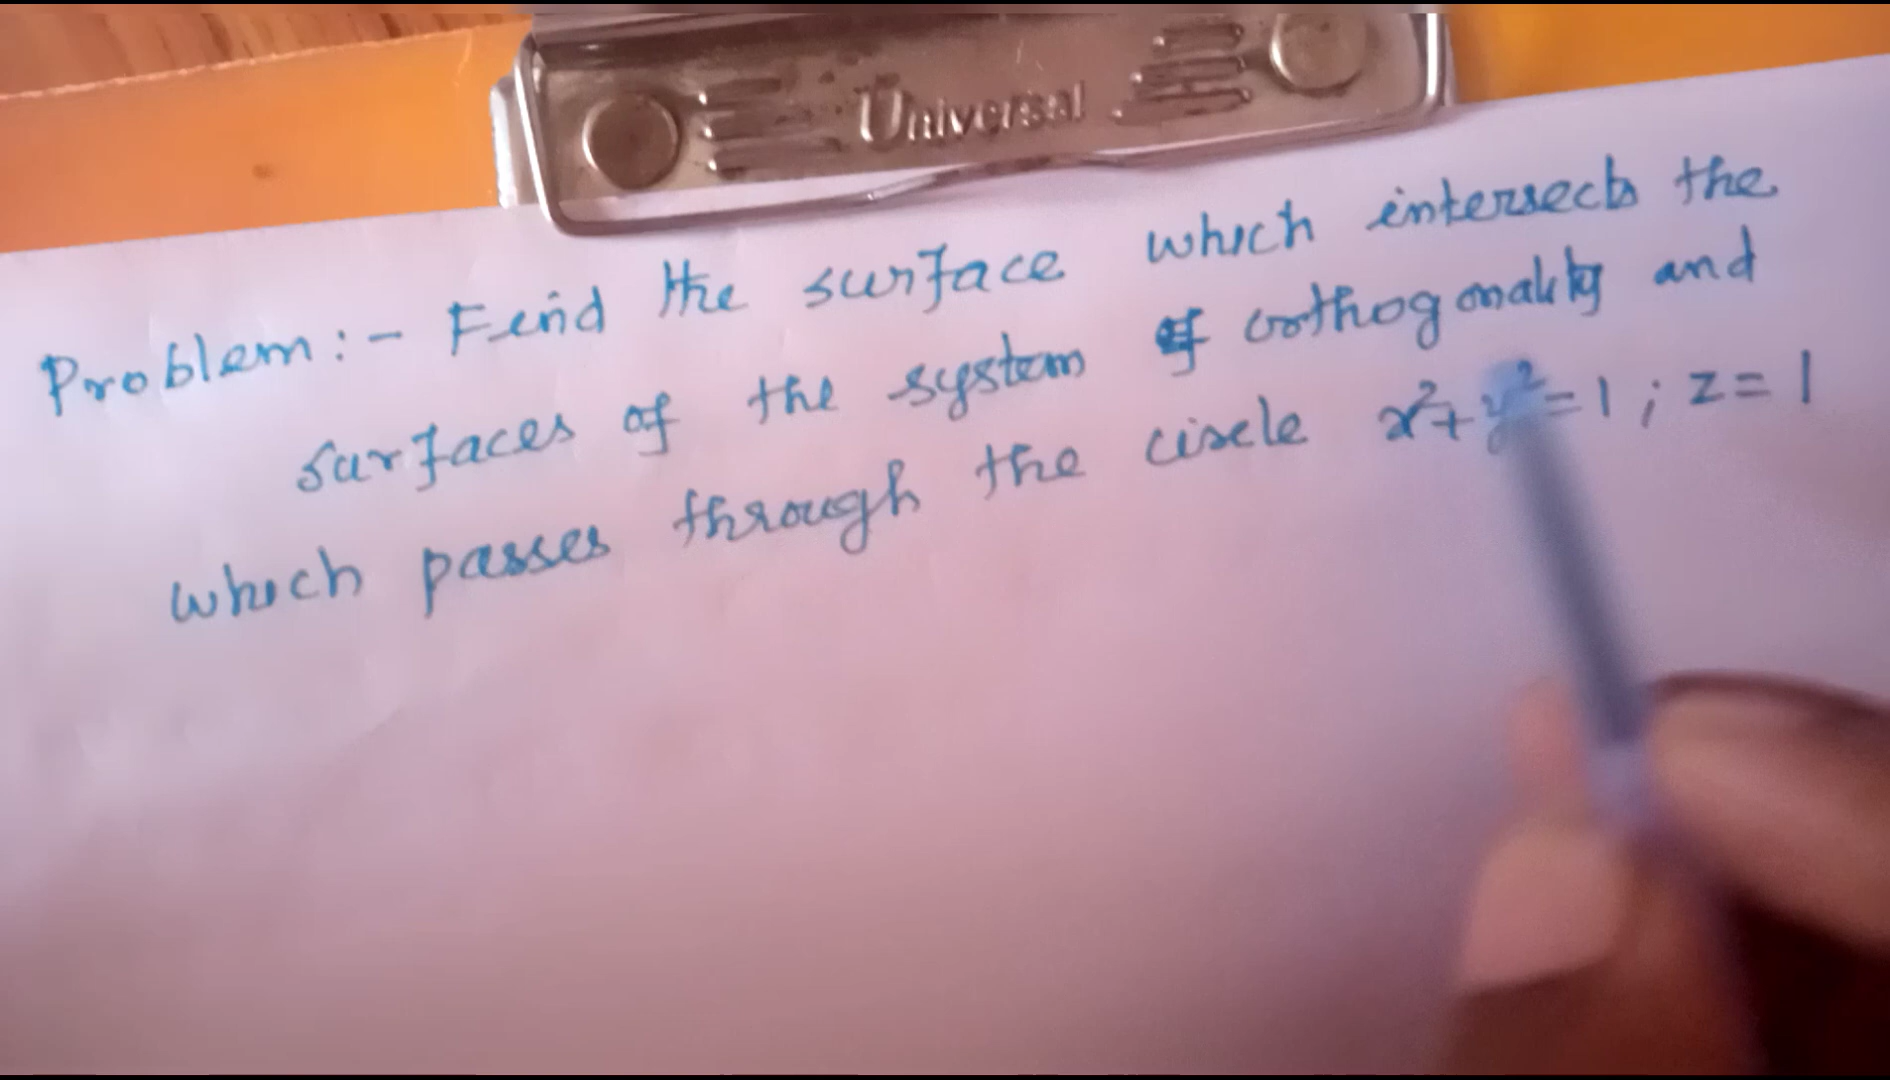 Universal
Problem:- Find the surface which intersects the
surfaces of the system of orthogonality and
which passes through the circle x²+y²=1; z=1